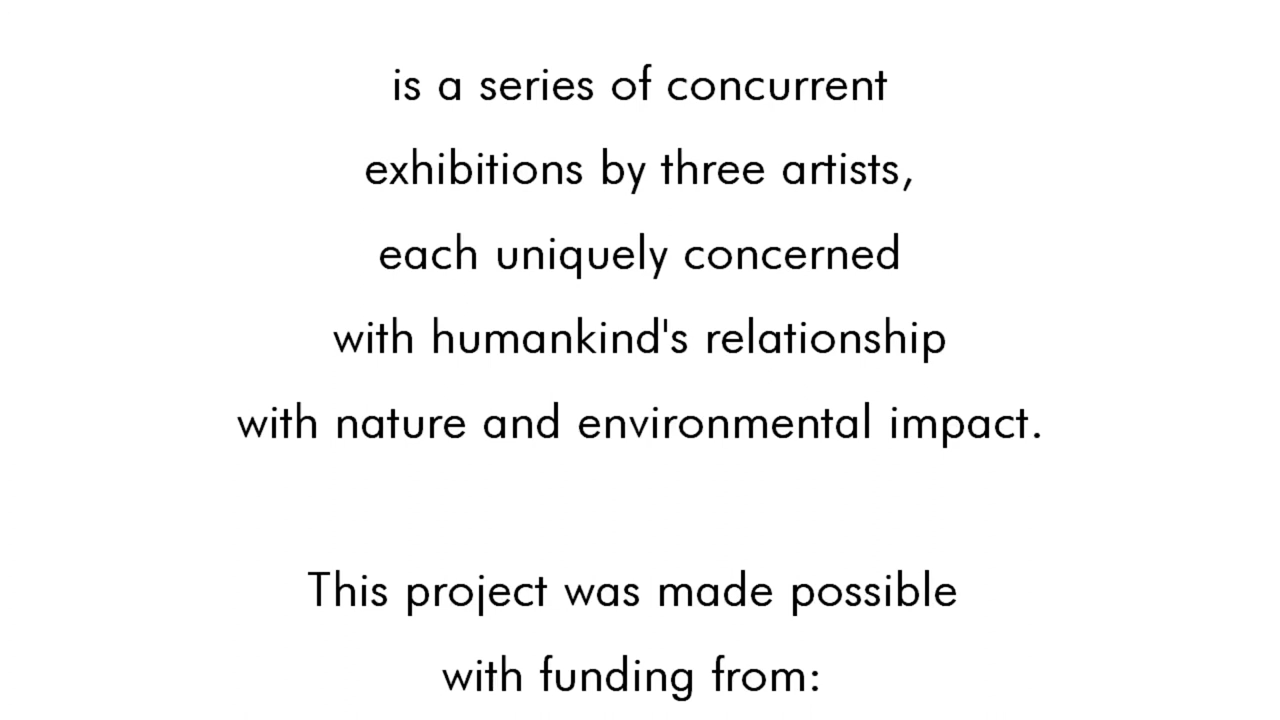 is a series of concurrent
exhibitions by three artists,
each uniquely concerned
with humankind's relationship
with nature and environmental impact.
This project was made possible
with funding from: